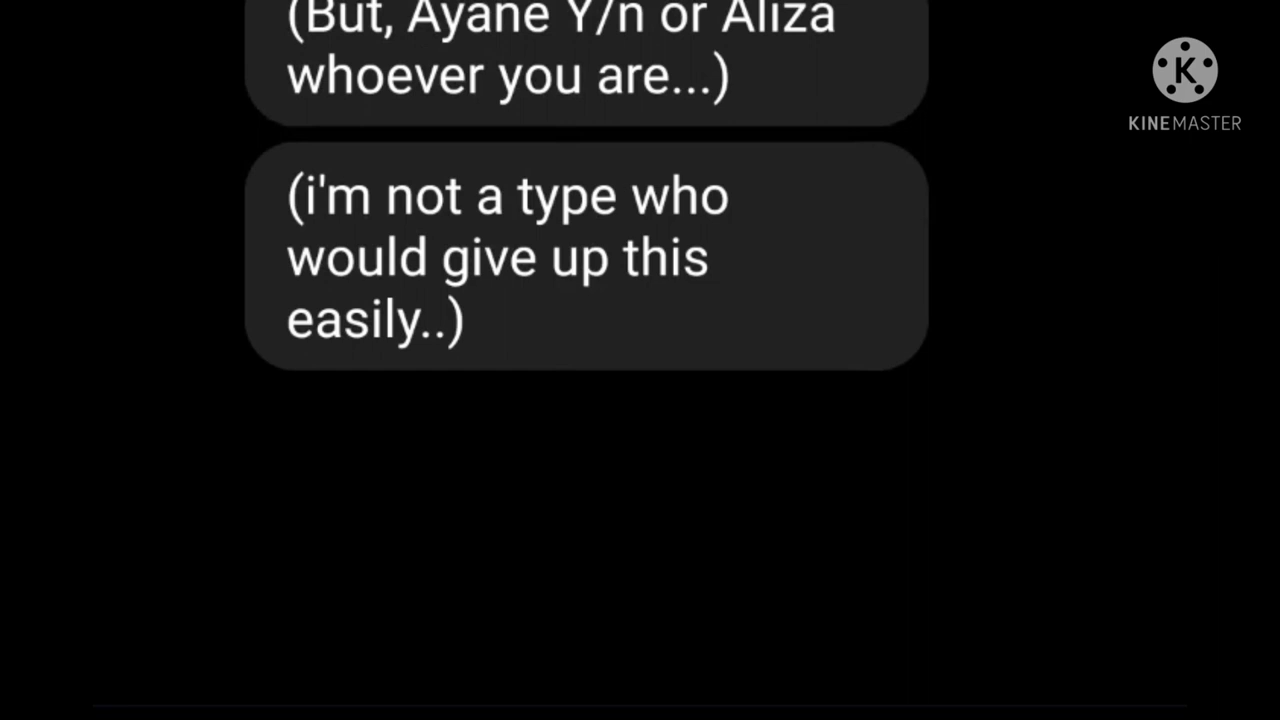 (But, Ayane Y/n or Aliza
whoever you are...)
(i'm not a type who
would give up this
easily..)
K
KINEMASTER